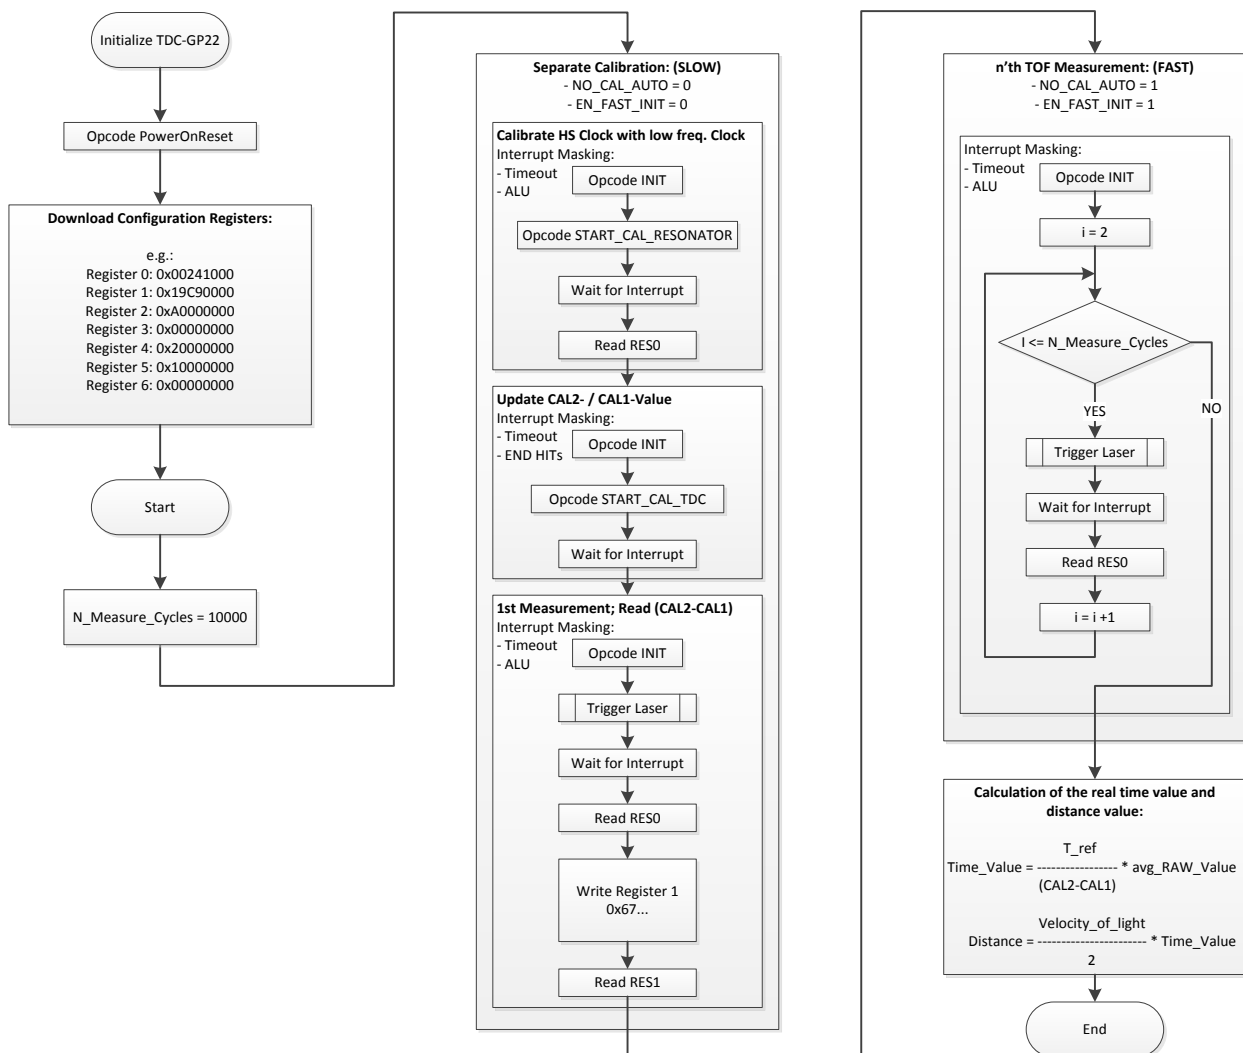 Initialize TDC-GP22
Opcode PowerOnReset
Download Configuration Registers:
e.g.:
Register 0: 0x00241000
Register 1: 0x19C90000
Register 2: 0xA0000000
Register 3: 0x00000000
Register 4: 0x20000000
Register 5: 0x10000000
Register 6: 0x00000000
Start
N_Measure_Cycles = 10000
Separate Calibration: (SLOW)
- NO_CAL_AUTO = 0
- EN_FAST_INIT = 0
Calibrate HS Clock with low freq. Clock
Interrupt Masking:
- Timeout
- ALU
Opcode INIT
Opcode START_CAL_RESONATOR
Wait for Interrupt
Read RES0
Update CAL2- / CAL1-Value
Interrupt Masking:
- Timeout
- END HITs
Opcode INIT
Opcode START_CAL_TDC
Wait for Interrupt
1st Measurement; Read (CAL2-CAL1)
Interrupt Masking:
- Timeout
- ALU
Opcode INIT
Trigger Laser
Wait for Interrupt
Read RES0
Write Register 1
0x67...
Read RES1
n'th TOF Measurement: (FAST)
- NO_CAL_AUTO = 1
- EN_FAST_INIT = 1
Interrupt Masking:
- Timeout
- ALU
Opcode INIT
i = 2
I <= N_Measure_Cycles
YES
NO
Trigger Laser
Wait for Interrupt
Read RES0
i = i +1
Calculation of the real time value and
distance value:
T_ref
Time_Value = ------------------ * avg_RAW_Value
(CAL2-CAL1)
Velocity_of_light
Distance = ------------------------ * Time_Value
2
End